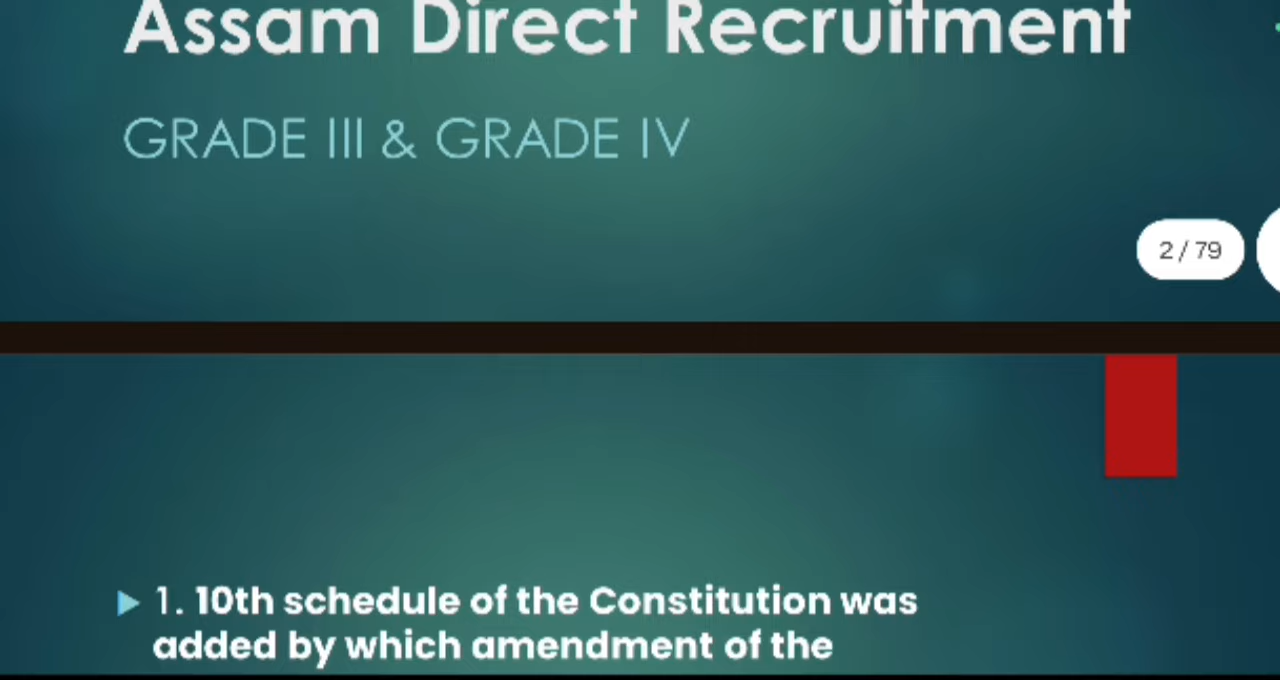 Assam Direct Recruitment
GRADE III & GRADE IV
2 / 79
1. 10th schedule of the Constitution was
added by which amendment of the